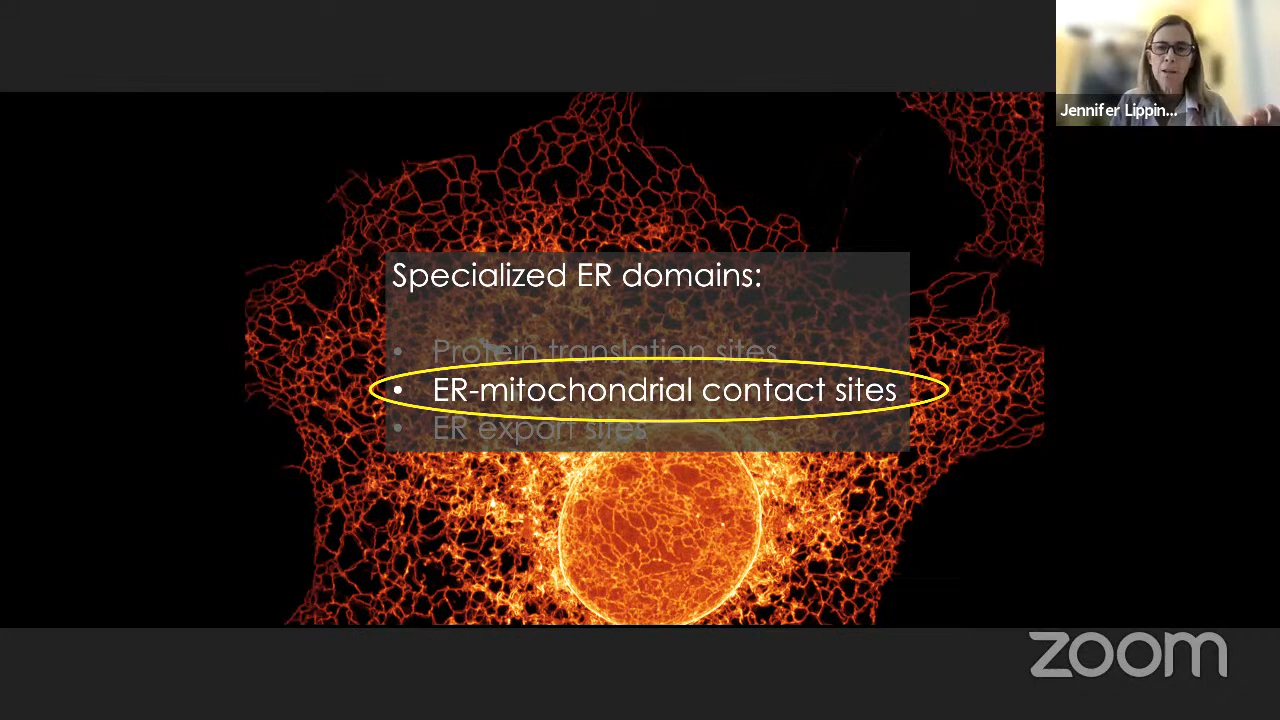 Jennifer Lippin...
Specialized ER domains:
• Protein translation sites
• ER-mitochondrial contact sites
• ER export sites
zoom